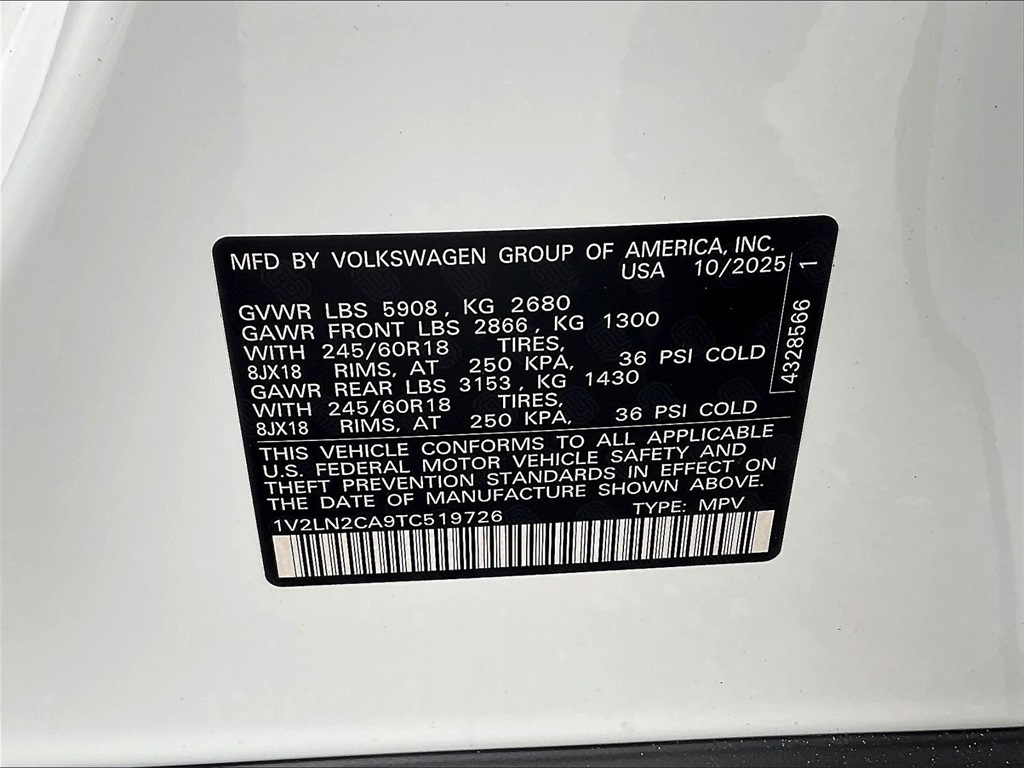 MFD BY VOLKSWAGEN GROUP OF AMERICA, INC.
USA 10/2025
GVWR LBS 5908, KG 2680
GAWR FRONT LBS 2866, KG 1300
WITH 245/60R18 TIRES,
8JX18 RIMS, AT 250 KPA, 36 PSI COLD
GAWR REAR LBS 3153, KG 1430
WITH 245/60R18 TIRES,
8JX18 RIMS, AT 250 KPA, 36 PSI COLD
THIS VEHICLE CONFORMS TO ALL APPLICABLE
U.S. FEDERAL MOTOR VEHICLE SAFETY AND
THEFT PREVENTION STANDARDS IN EFFECT ON
THE DATE OF MANUFACTURE SHOWN ABOVE.
1V2LN2CA9TC519726 TYPE: MPV
4328566 1